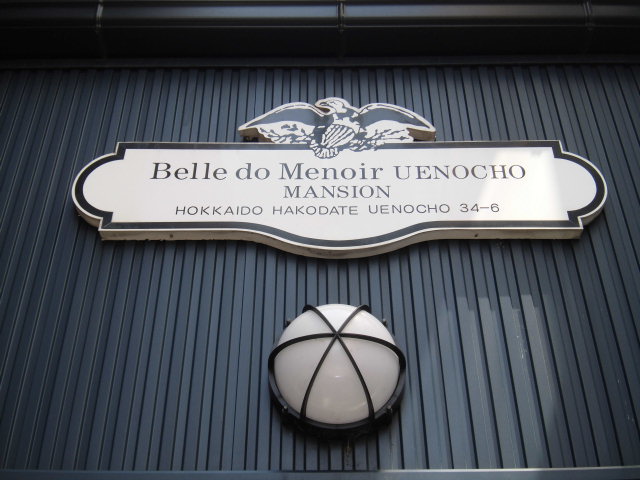 Belle do Menoir UENOCHO
MANSION
HOKKAIDO HAKODATE UENOCHO 34-6